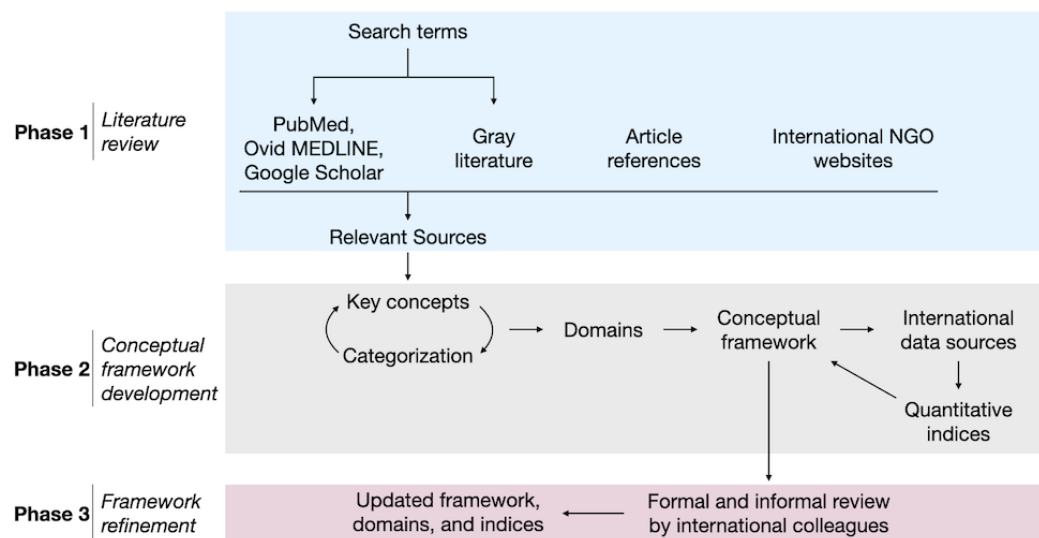 Search terms
Phase 1
Literature
review
PubMed,
Ovid MEDLINE,
Google Scholar
Gray
literature
Article
references
International NGO
websites
Relevant Sources
Phase 2
Conceptual
framework
development
Key concepts
Categorization
Domains
Conceptual
framework
International
data sources
Quantitative
indices
Phase 3
Framework
refinement
Updated framework,
domains, and indices
Formal and informal review
by international colleagues